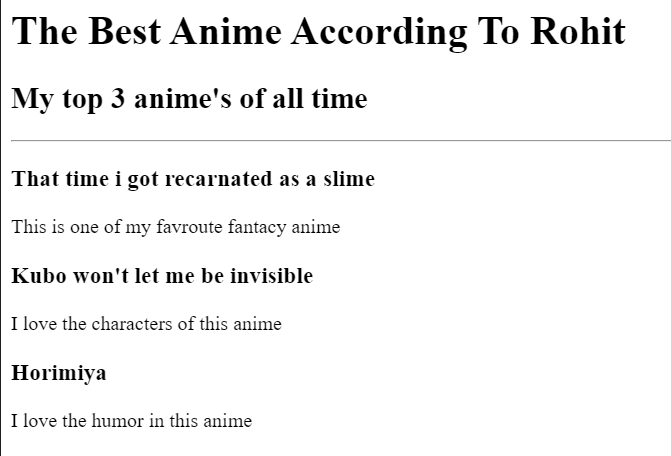 The Best Anime According To Rohit
My top 3 anime's of all time
That time i got recarnated as a slime
This is one of my favroute fantacy anime
Kubo won't let me be invisible
I love the characters of this anime
Horimiya
I love the humor in this anime